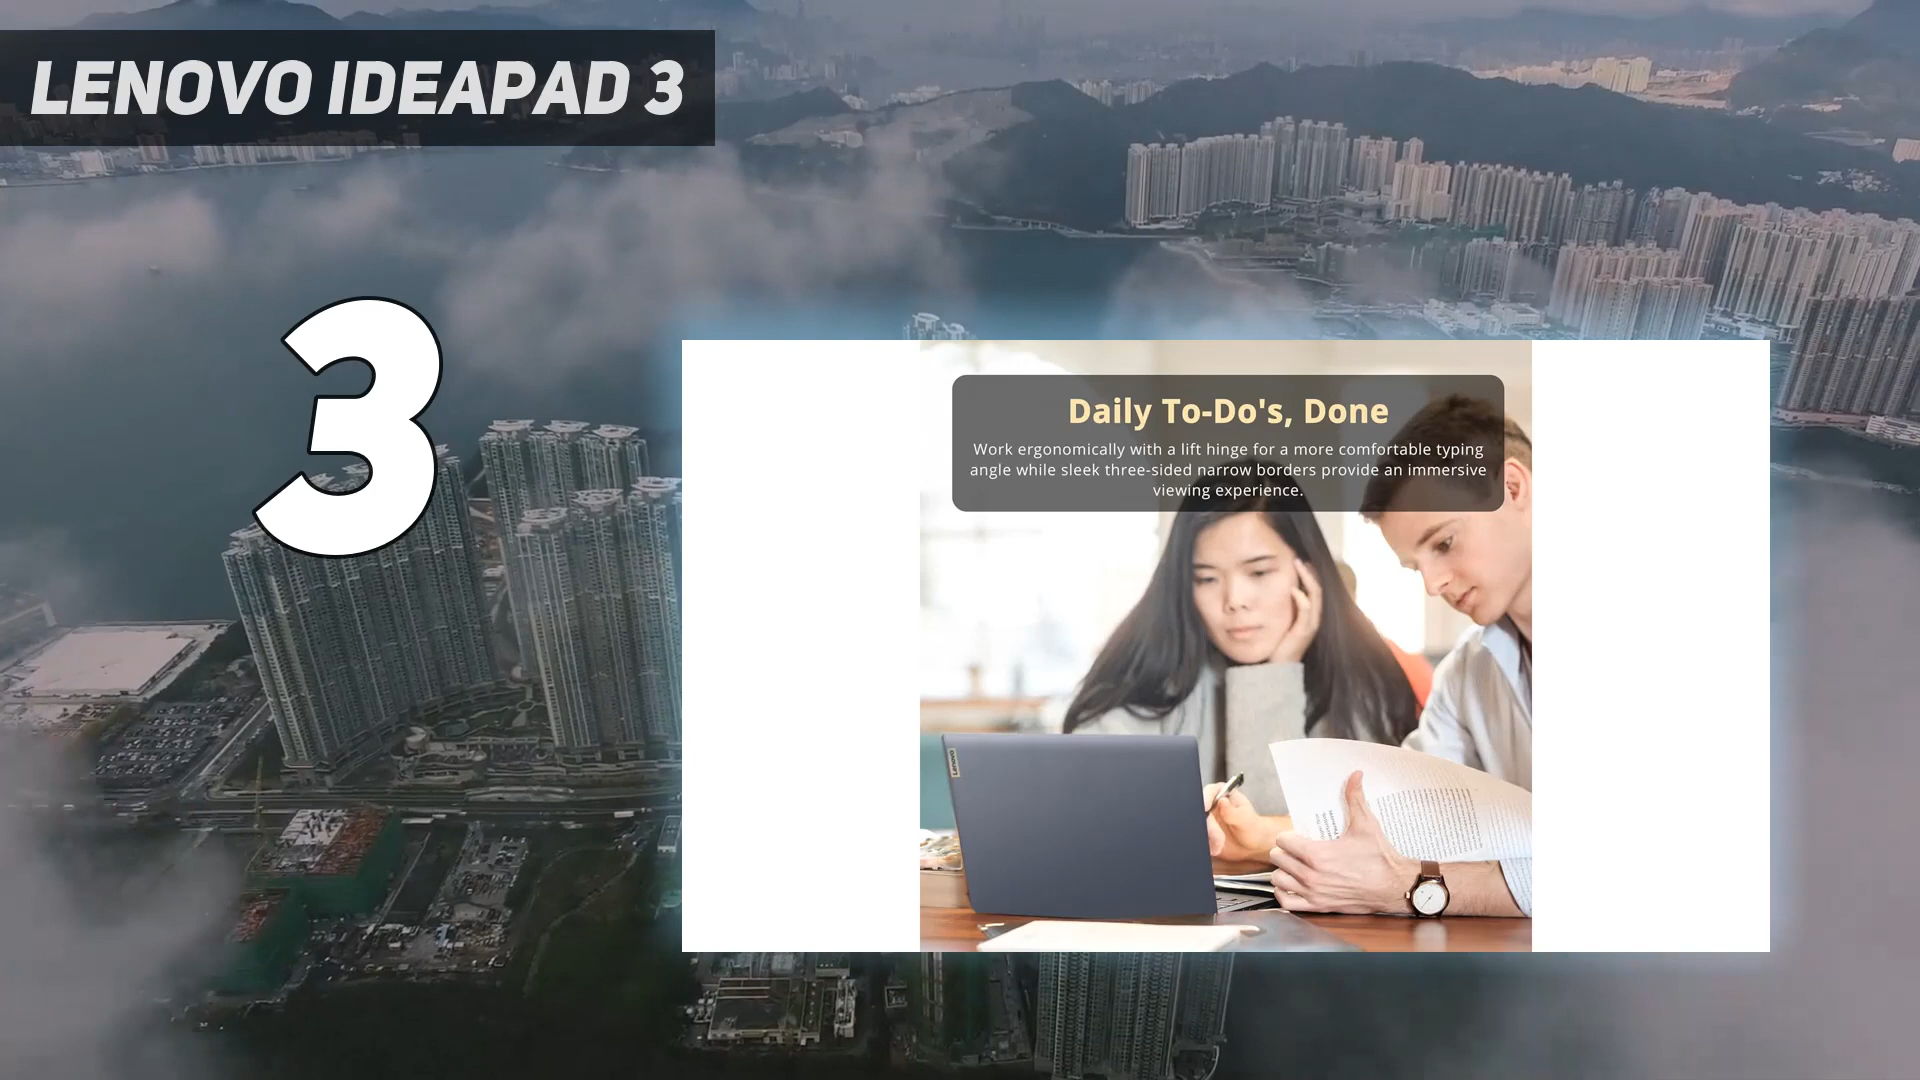 LENOVO IDEAPAD 3
3
Daily To-Do's, Done
Work ergonomically with a lift hinge for a more comfortable typing
angle while sleek three-sided narrow borders provide an immersive
viewing experience.
Lenovo